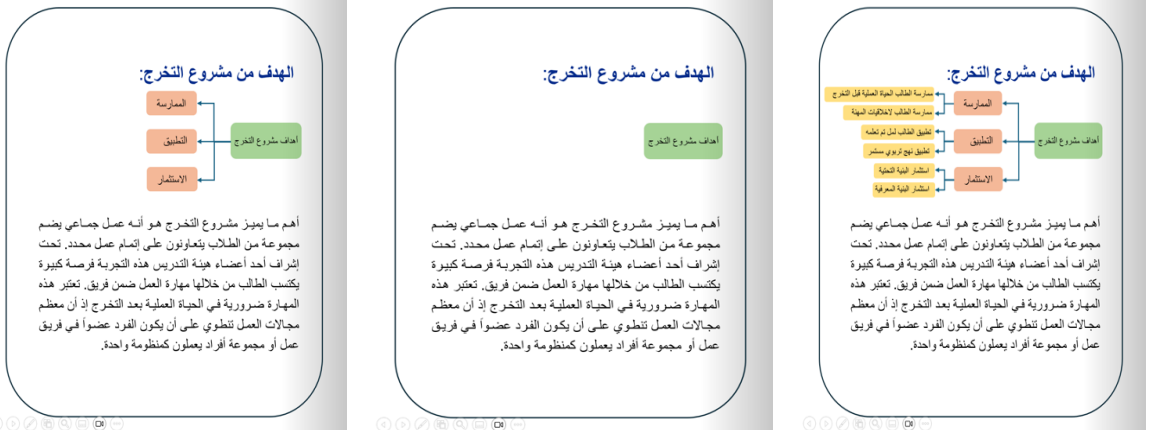 الهدف من مشروع التخرج:
أهداف مشروع التخرج
الممارسة
ممارسة الطالب الحياة العملية قبل التخرج
ممارسة الطالب لاخلاقيات المهنة
التطبيق
تطبيق الطالب لمل تم تعلمه
تطبيق نهج تربوي مستمر
الاستثمار
استثمار البنية التحتية
استثمار البنية المعرفية
أهم ما يميز مشروع التخرج هو أنه عمل جماعي يضم
مجموعة من الطلاب يتعاونون على إتمام عمل محدد. تحت
إشراف أحد أعضاء هيئة التدريس هذه التجربة فرصة كبيرة
يكتسب الطالب من خلالها مهارة العمل ضمن فريق. تعتبر هذه
المهارة ضرورية في الحياة العملية بعد التخرج إذ أن معظم
مجالات العمل تنطوي على أن يكون الفرد عضواً في فريق
عمل أو مجموعة أفراد يعملون كمنظومة واحدة.
الهدف من مشروع التخرج:
أهداف مشروع التخرج
أهم ما يميز مشروع التخرج هو أنه عمل جماعي يضم
مجموعة من الطلاب يتعاونون على إتمام عمل محدد. تحت
إشراف أحد أعضاء هيئة التدريس هذه التجربة فرصة كبيرة
يكتسب الطالب من خلالها مهارة العمل ضمن فريق. تعتبر هذه
المهارة ضرورية في الحياة العملية بعد التخرج إذ أن معظم
مجالات العمل تنطوي على أن يكون الفرد عضواً في فريق
عمل أو مجموعة أفراد يعملون كمنظومة واحدة.
الهدف من مشروع التخرج:
أهداف مشروع التخرج
الممارسة
التطبيق
الاستثمار
أهم ما يميز مشروع التخرج هو أنه عمل جماعي يضم
مجموعة من الطلاب يتعاونون على إتمام عمل محدد. تحت
إشراف أحد أعضاء هيئة التدريس هذه التجربة فرصة كبيرة
يكتسب الطالب من خلالها مهارة العمل ضمن فريق. تعتبر هذه
المهارة ضرورية في الحياة العملية بعد التخرج إذ أن معظم
مجالات العمل تنطوي على أن يكون الفرد عضواً في فريق
عمل أو مجموعة أفراد يعملون كمنظومة واحدة.